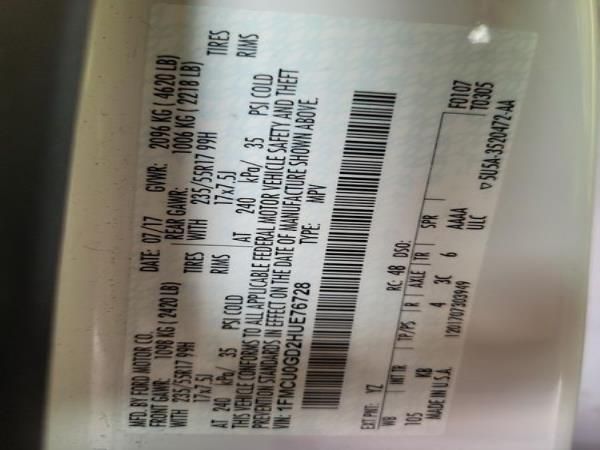 MFD. BY FORD MOTOR CO. DATE: 07/17 GVWR: 2096 KG ( 4620 LB)
FRONT GAWR: 1098 KG ( 2420 LB) REAR GAWR: 1006 KG ( 2218 LB)
WITH 235/55R17 99H TIRES WITH 235/55R17 99H TIRES
17x7.5J RIMS 17x7.5J RIMS
AT 240 kPa/ 35 PSI COLD AT 240 kPa/ 35 PSI COLD
THIS VEHICLE CONFORMS TO ALL APPLICABLE FEDERAL MOTOR VEHICLE SAFETY AND THEFT
PREVENTION STANDARDS IN EFFECT ON THE DATE OF MANUFACTURE SHOWN ABOVE.
VIN: 1FMCU0GD2HUE76728 TYPE: MPV
EXT PNT: YZ RC: 48 DSO: F0107
WB INT TR TP/PS R AXLE TR SPR T0305
105 KB 4 3C 6 AAAA
MADE IN U.S.A. 1201707303949 ULC ▽5U5A-3520472-AA